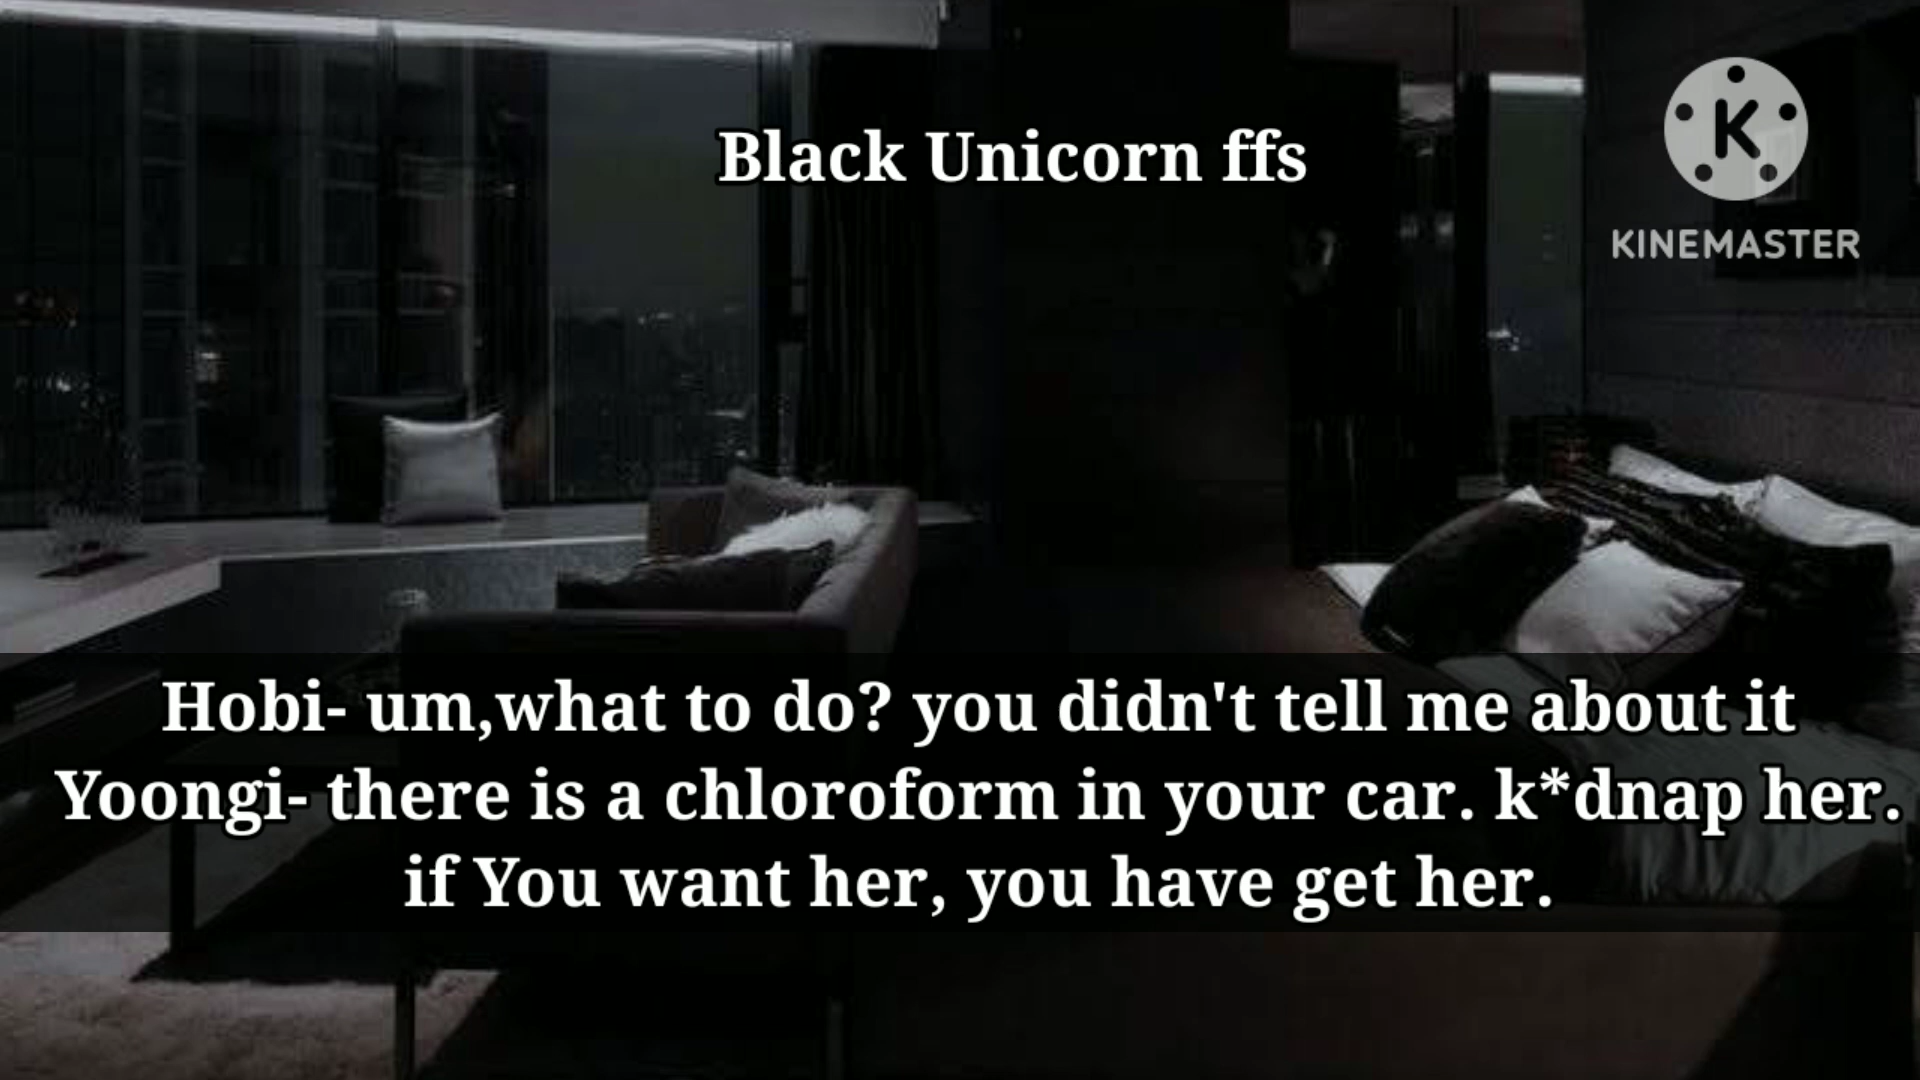 Black Unicorn ffs
K
KINEMASTER
Hobi- um,what to do? you didn't tell me about it
Yoongi- there is a chloroform in your car. k*dnap her.
if You want her, you have get her.